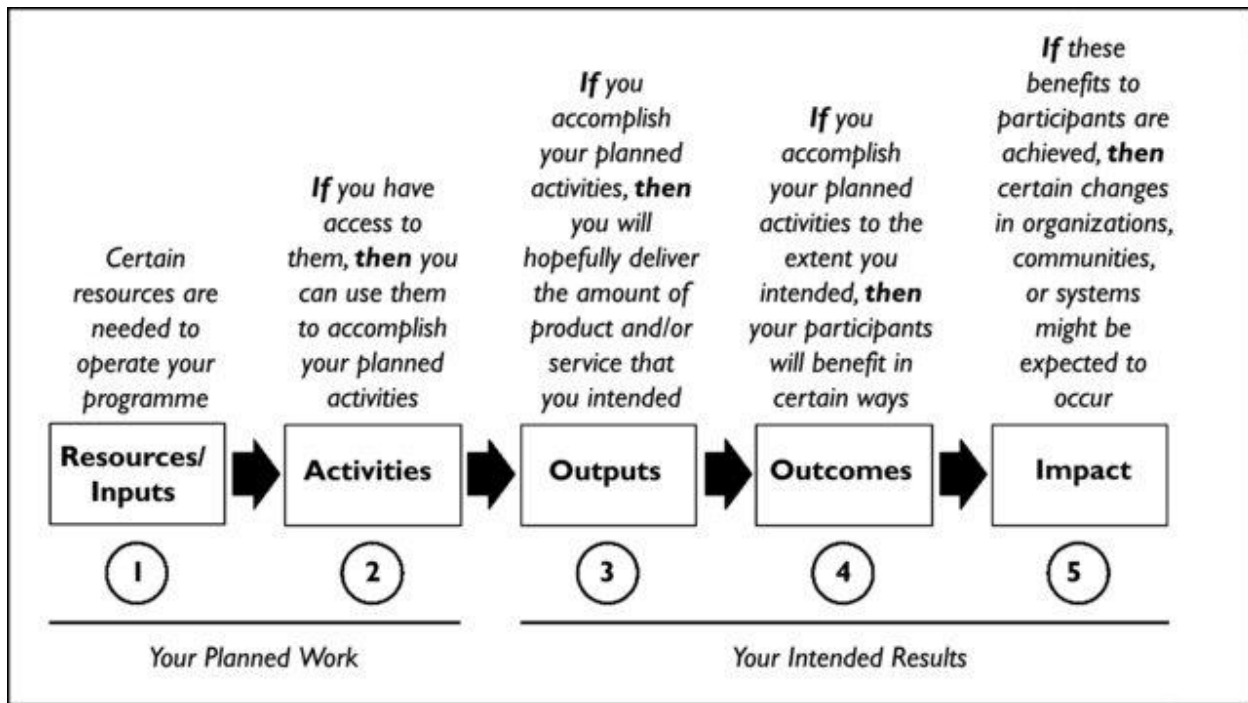 Certain
resources are
needed to
operate your
programme
If you have
access to
them, then you
can use them
to accomplish
your planned
activities
If you
accomplish
your planned
activities, then
you will
hopefully deliver
the amount of
product and/or
service that
you intended
If you
accomplish
your planned
activities to the
extent you
intended, then
your participants
will benefit in
certain ways
If these
benefits to
participants are
achieved, then
certain changes
in organizations,
communities,
or systems
might be
expected to
occur
Resources/
Inputs
Activities
Outputs
Outcomes
Impact
1
2
3
4
5
Your Planned Work
Your Intended Results